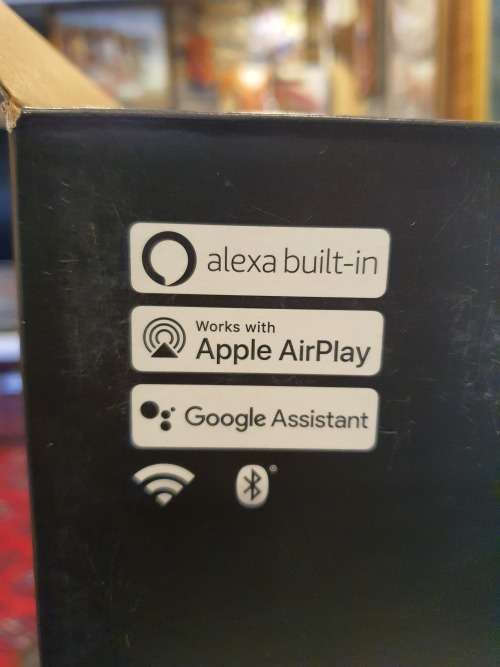 alexa built-in
Works with
Apple AirPlay
Google Assistant